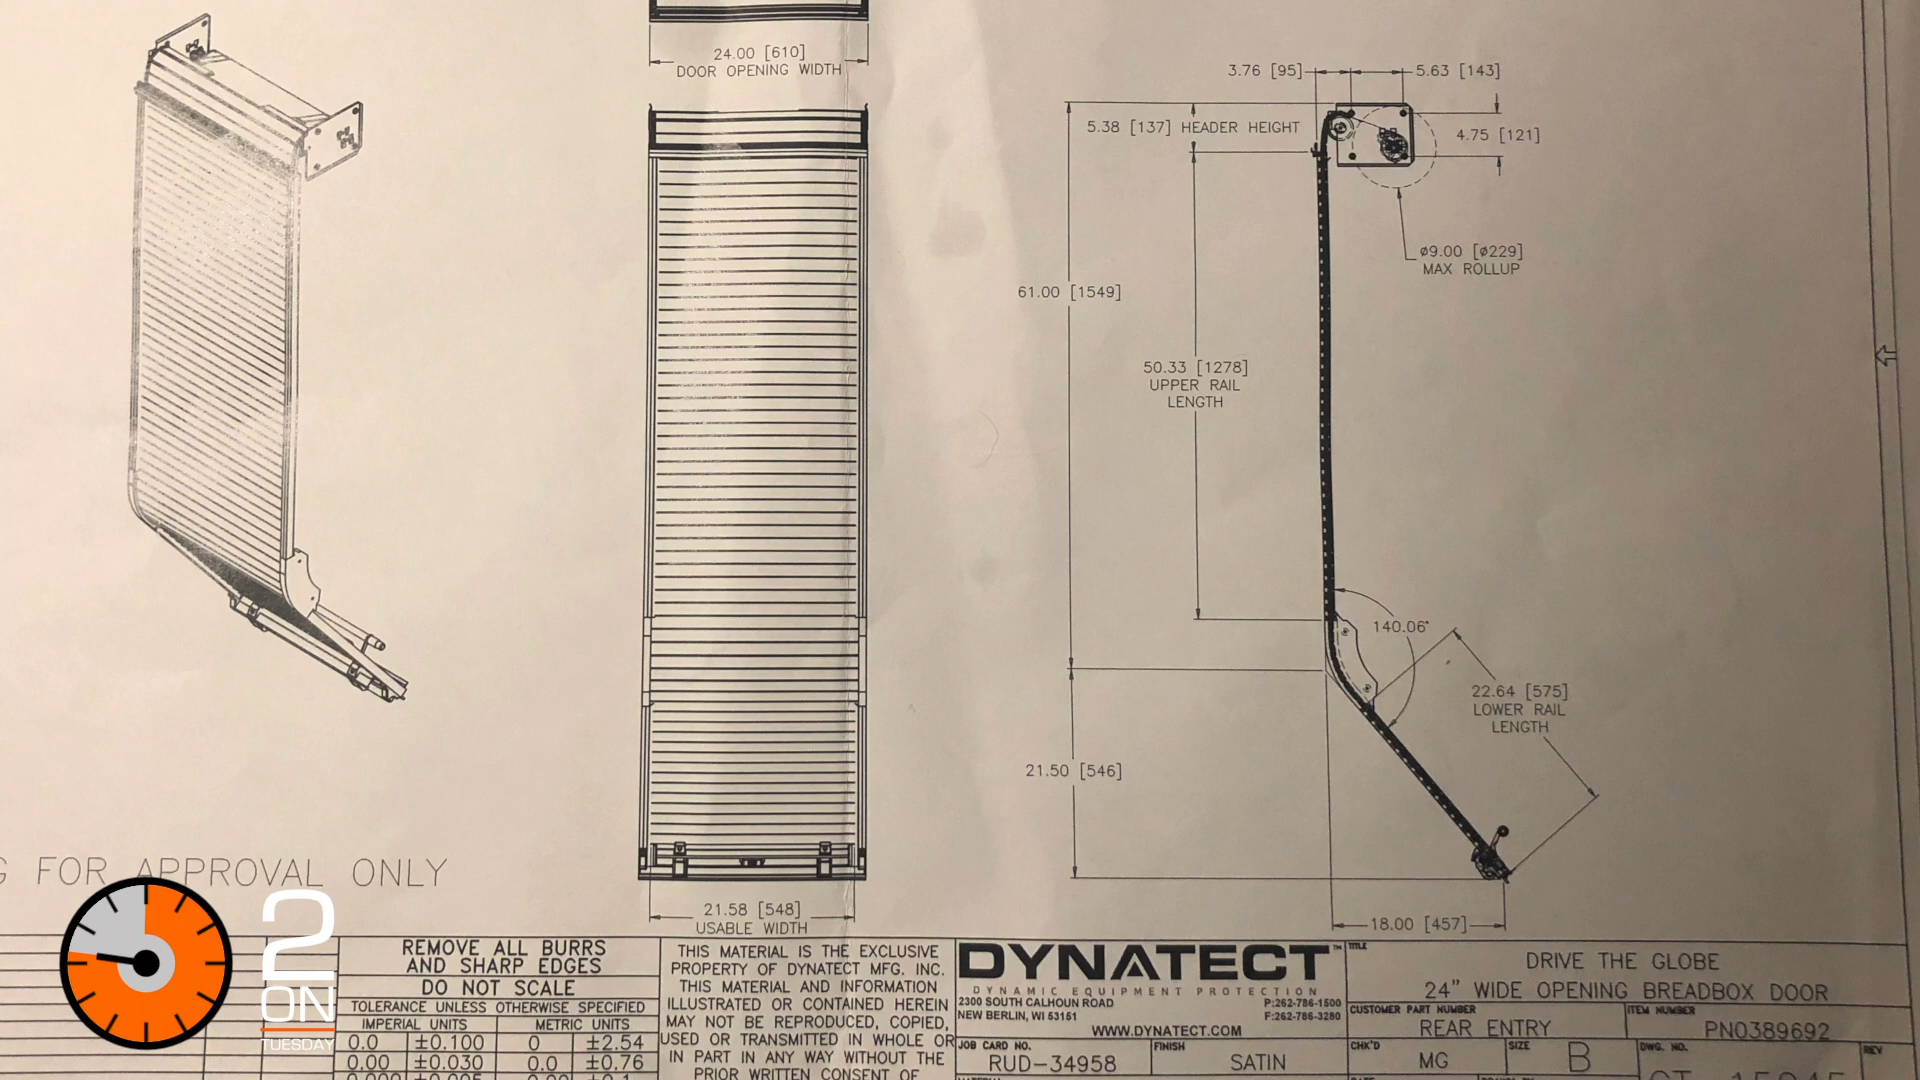 24.00 [610]
DOOR OPENING WIDTH
3.76 [95]
5.63 [143]
5.38 [137] HEADER HEIGHT
4.75 [121]
ø9.00 [ø229]
MAX ROLLUP
61.00 [1549]
50.33 [1278]
UPPER RAIL
LENGTH
140.06°
22.64 [575]
LOWER RAIL
LENGTH
21.50 [546]
18.00 [457]
21.58 [548]
USABLE WIDTH
FOR APPROVAL ONLY
2
ON
TUESDAY
REMOVE ALL BURRS
AND SHARP EDGES
DO NOT SCALE
TOLERANCE UNLESS OTHERWISE SPECIFIED
IMPERIAL UNITS METRIC UNITS
0.0 ±0.100 0 ±2.54
0.00 ±0.030 0.0 ±0.76
THIS MATERIAL IS THE EXCLUSIVE
PROPERTY OF DYNATECT MFG. INC.
THIS MATERIAL AND INFORMATION
ILLUSTRATED OR CONTAINED HEREIN
MAY NOT BE REPRODUCED, COPIED,
USED OR TRANSMITTED IN WHOLE OR
IN PART IN ANY WAY WITHOUT THE
PRIOR WRITTEN CONSENT OF
DYNATECT™
DYNAMIC EQUIPMENT PROTECTION
2300 SOUTH CALHOUN ROAD P:262-786-1500
NEW BERLIN, WI 53151 F:262-786-3280
WWW.DYNATECT.COM
JOB CARD NO.
RUD-34958
FINISH
SATIN
TITLE
DRIVE THE GLOBE
24" WIDE OPENING BREADBOX DOOR
CUSTOMER PART NUMBER
REAR ENTRY
ITEM NUMBER
PN0389692
CHK'D
MG
SIZE
B
DWG. NO.
REV